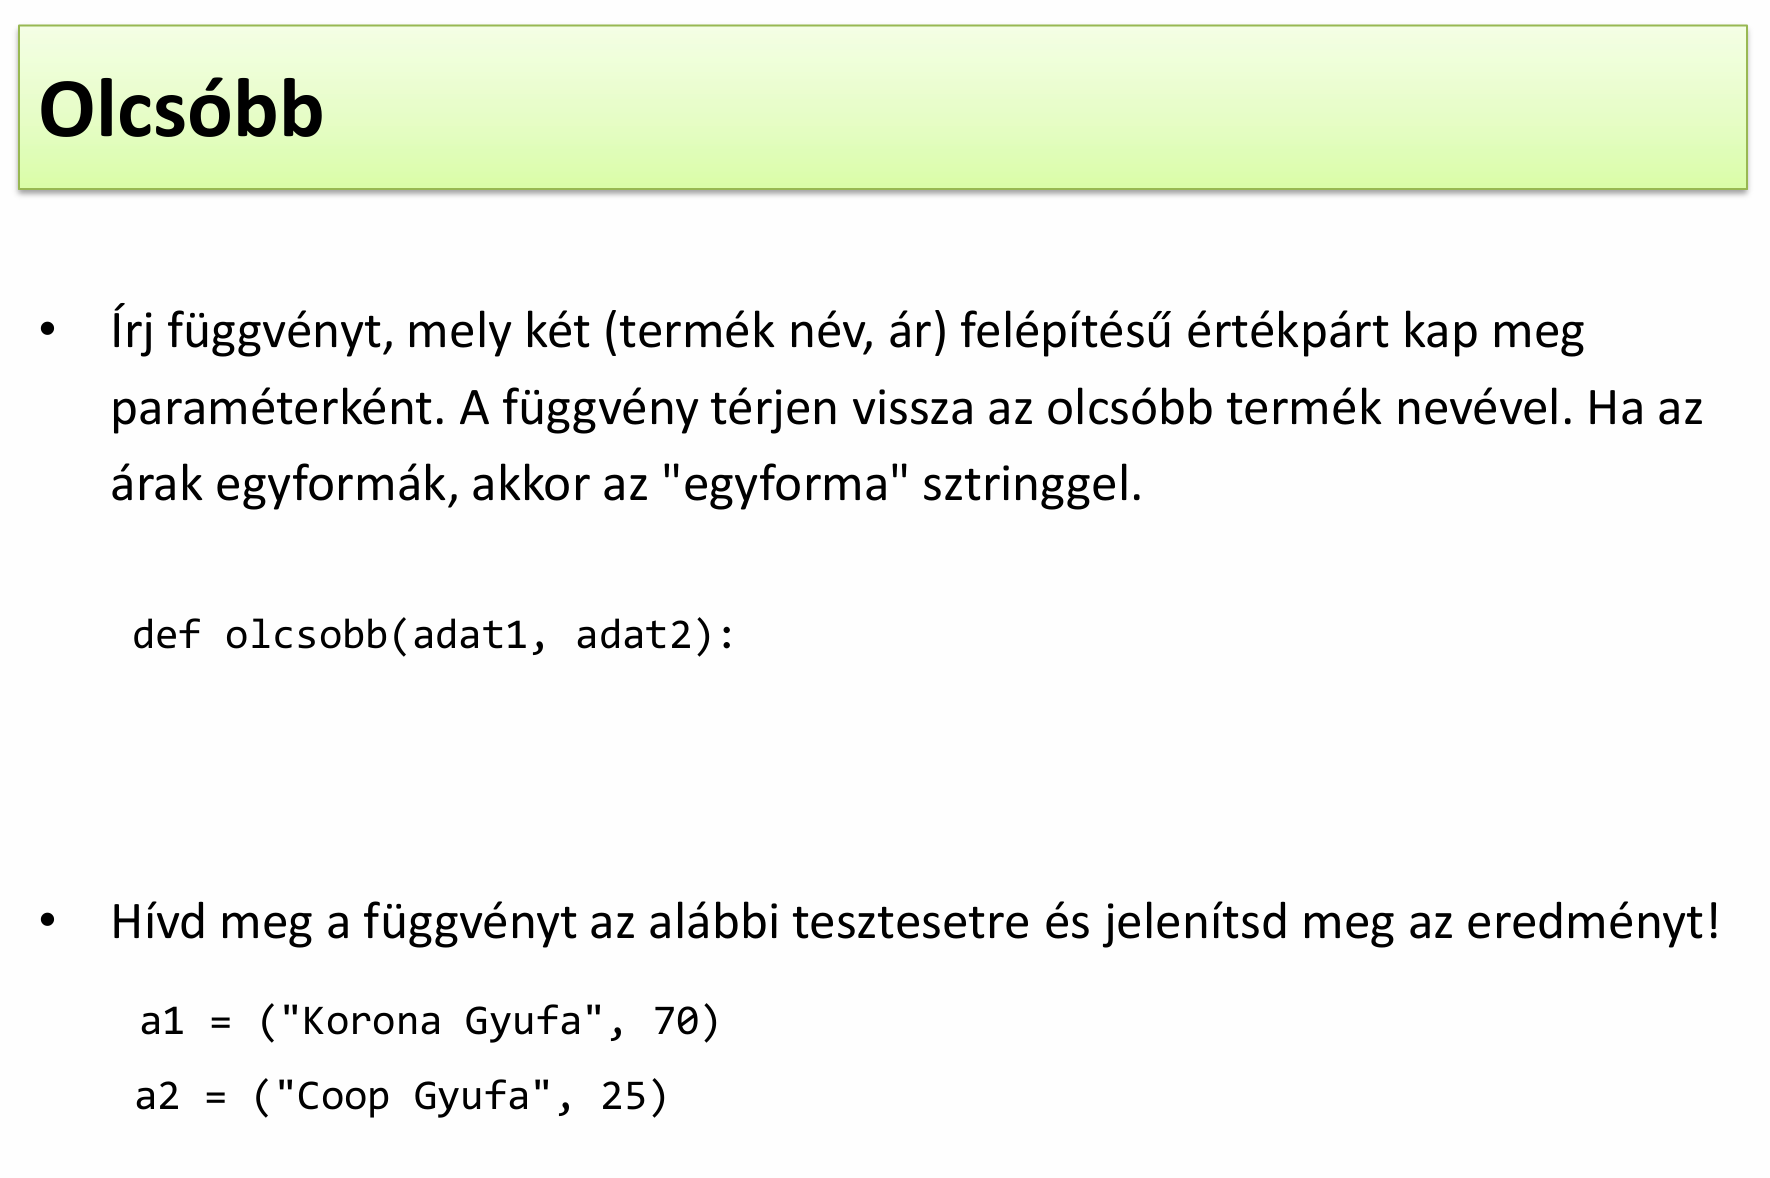 Olcsóbb
• Írj függvényt, mely két (termék név, ár) felépítésű értékpárt kap meg
paraméterként. A függvény térjen vissza az olcsóbb termék nevével. Ha az
árak egyformák, akkor az "egyforma" sztringgel.
def olcsobb(adat1, adat2):
• Hívd meg a függvényt az alábbi tesztesetre és jelenítsd meg az eredményt!
a1 = ("Korona Gyufa", 70)
a2 = ("Coop Gyufa", 25)